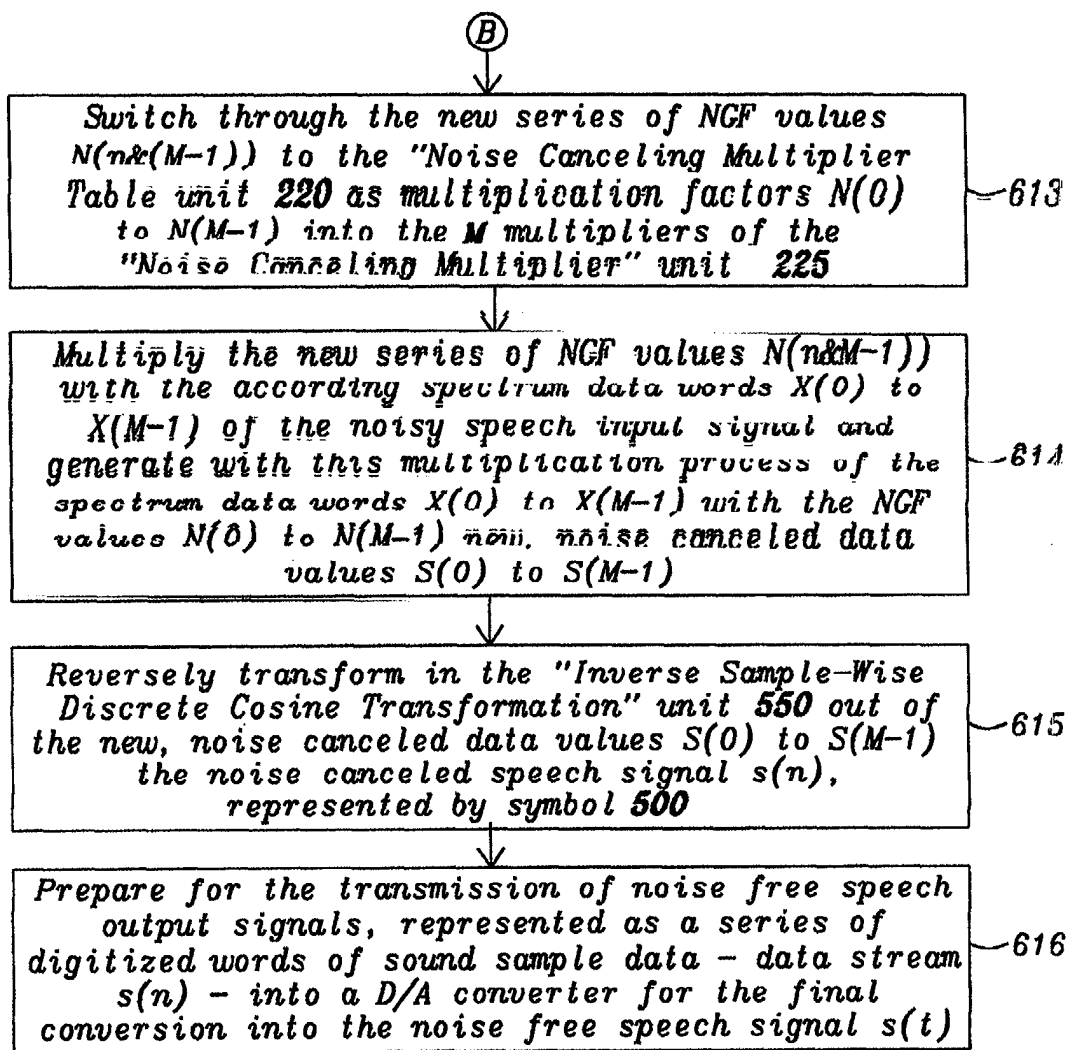 B
Switch through the new series of NGF values
N(n&(M-1)) to the "Noise Canceling Multiplier
Table unit 220 as multiplication factors N(0)
to N(M-1) into the M multipliers of the
"Noise Canceling Multiplier" unit 225
613
Multiply the new series of NGF values N(n&M-1))
with the according spectrum data words X(0) to
X(M-1) of the noisy speech input signal and
generate with this multiplication process of the
spectrum data words X(0) to X(M-1) with the NGF
values N(0) to N(M-1) new, noise canceled data
values S(0) to S(M-1)
614
Reversely transform in the "Inverse Sample-Wise
Discrete Cosine Transformation" unit 550 out of
the new, noise canceled data values S(0) to S(M-1)
the noise canceled speech signal s(n),
represented by symbol 500
615
Prepare for the transmission of noise free speech
output signals, represented as a series of
digitized words of sound sample data - data stream
s(n) - into a D/A converter for the final
conversion into the noise free speech signal s(t)
616